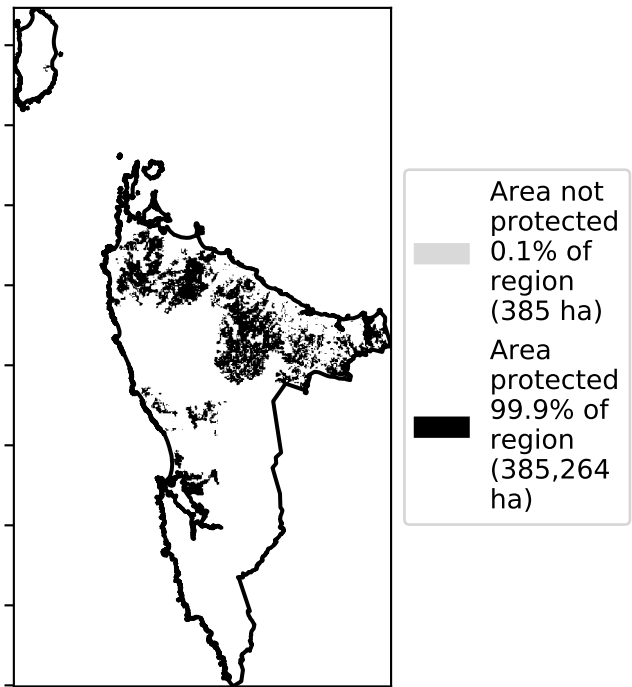 Area not
protected
0.1% of
region
(385 ha)
Area
protected
99.9% of
region
(385,264
ha)